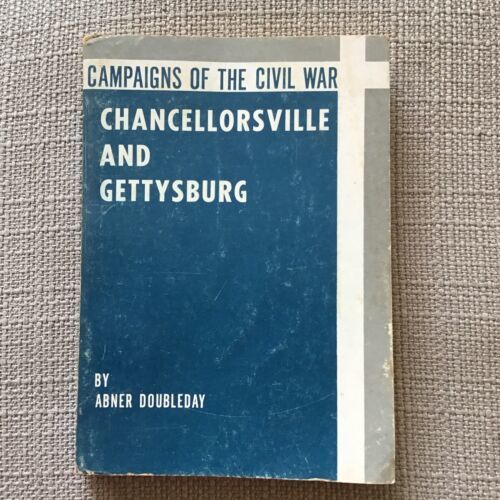 CAMPAIGNS OF THE CIVIL WAR
CHANCELLORSVILLE
AND
GETTYSBURG
BY
ABNER DOUBLEDAY